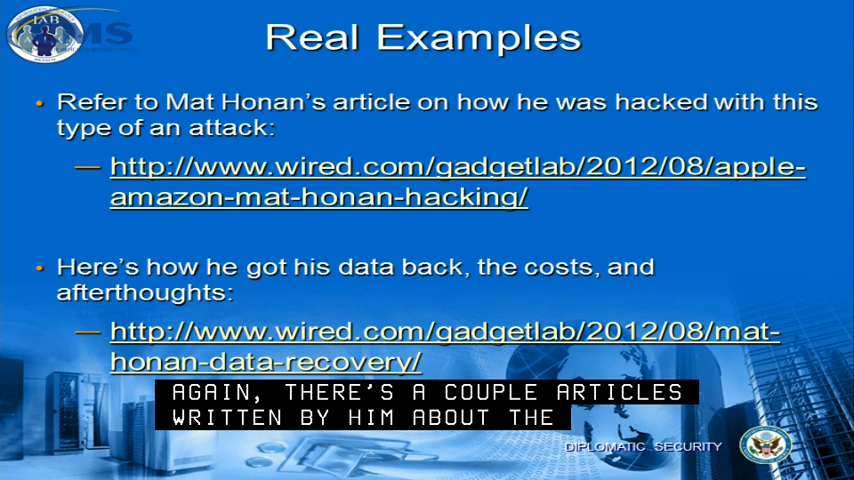 IAB
MS
Real Examples
• Refer to Mat Honan's article on how he was hacked with this
type of an attack:
— http://www.wired.com/gadgetlab/2012/08/apple-
amazon-mat-honan-hacking/
• Here's how he got his data back, the costs, and
afterthoughts:
— http://www.wired.com/gadgetlab/2012/08/mat-
honan-data-recovery/
AGAIN, THERE'S A COUPLE ARTICLES
WRITTEN BY HIM ABOUT THE
DIPLOMATIC SECURITY